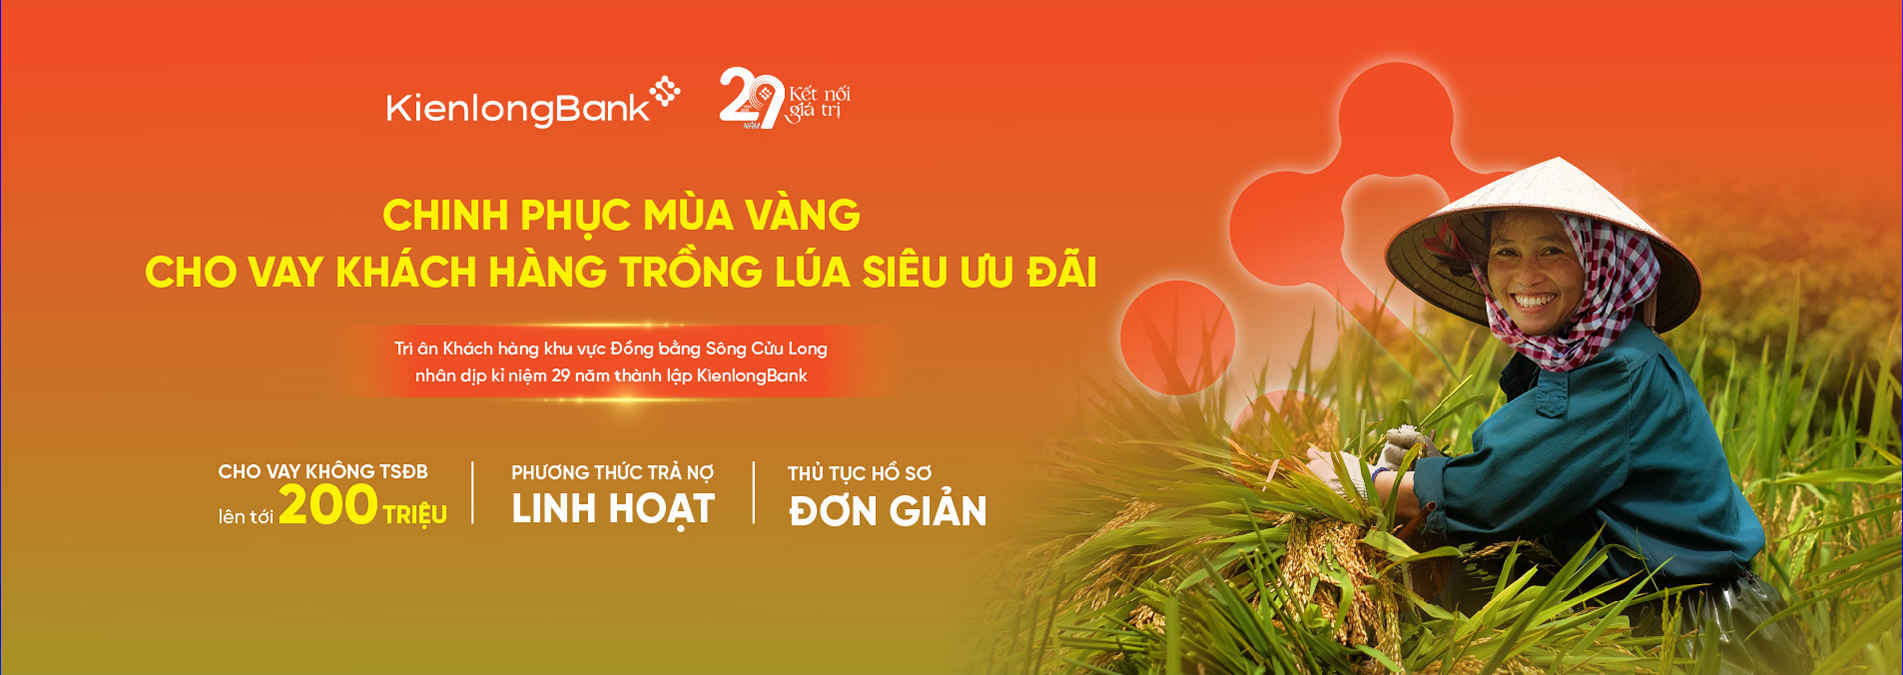 KienlongBank
29 NĂM
Kết nối
giá trị
CHINH PHỤC MÙA VÀNG
CHO VAY KHÁCH HÀNG TRỒNG LÚA SIÊU ƯU ĐÃI
Tri ân Khách hàng khu vực Đồng bằng Sông Cửu Long
nhân dịp kỉ niệm 29 năm thành lập KienlongBank
CHO VAY KHÔNG TSĐB
lên tới 200 TRIỆU
PHƯƠNG THỨC TRẢ NỢ
LINH HOẠT
THỦ TỤC HỒ SƠ
ĐƠN GIẢN